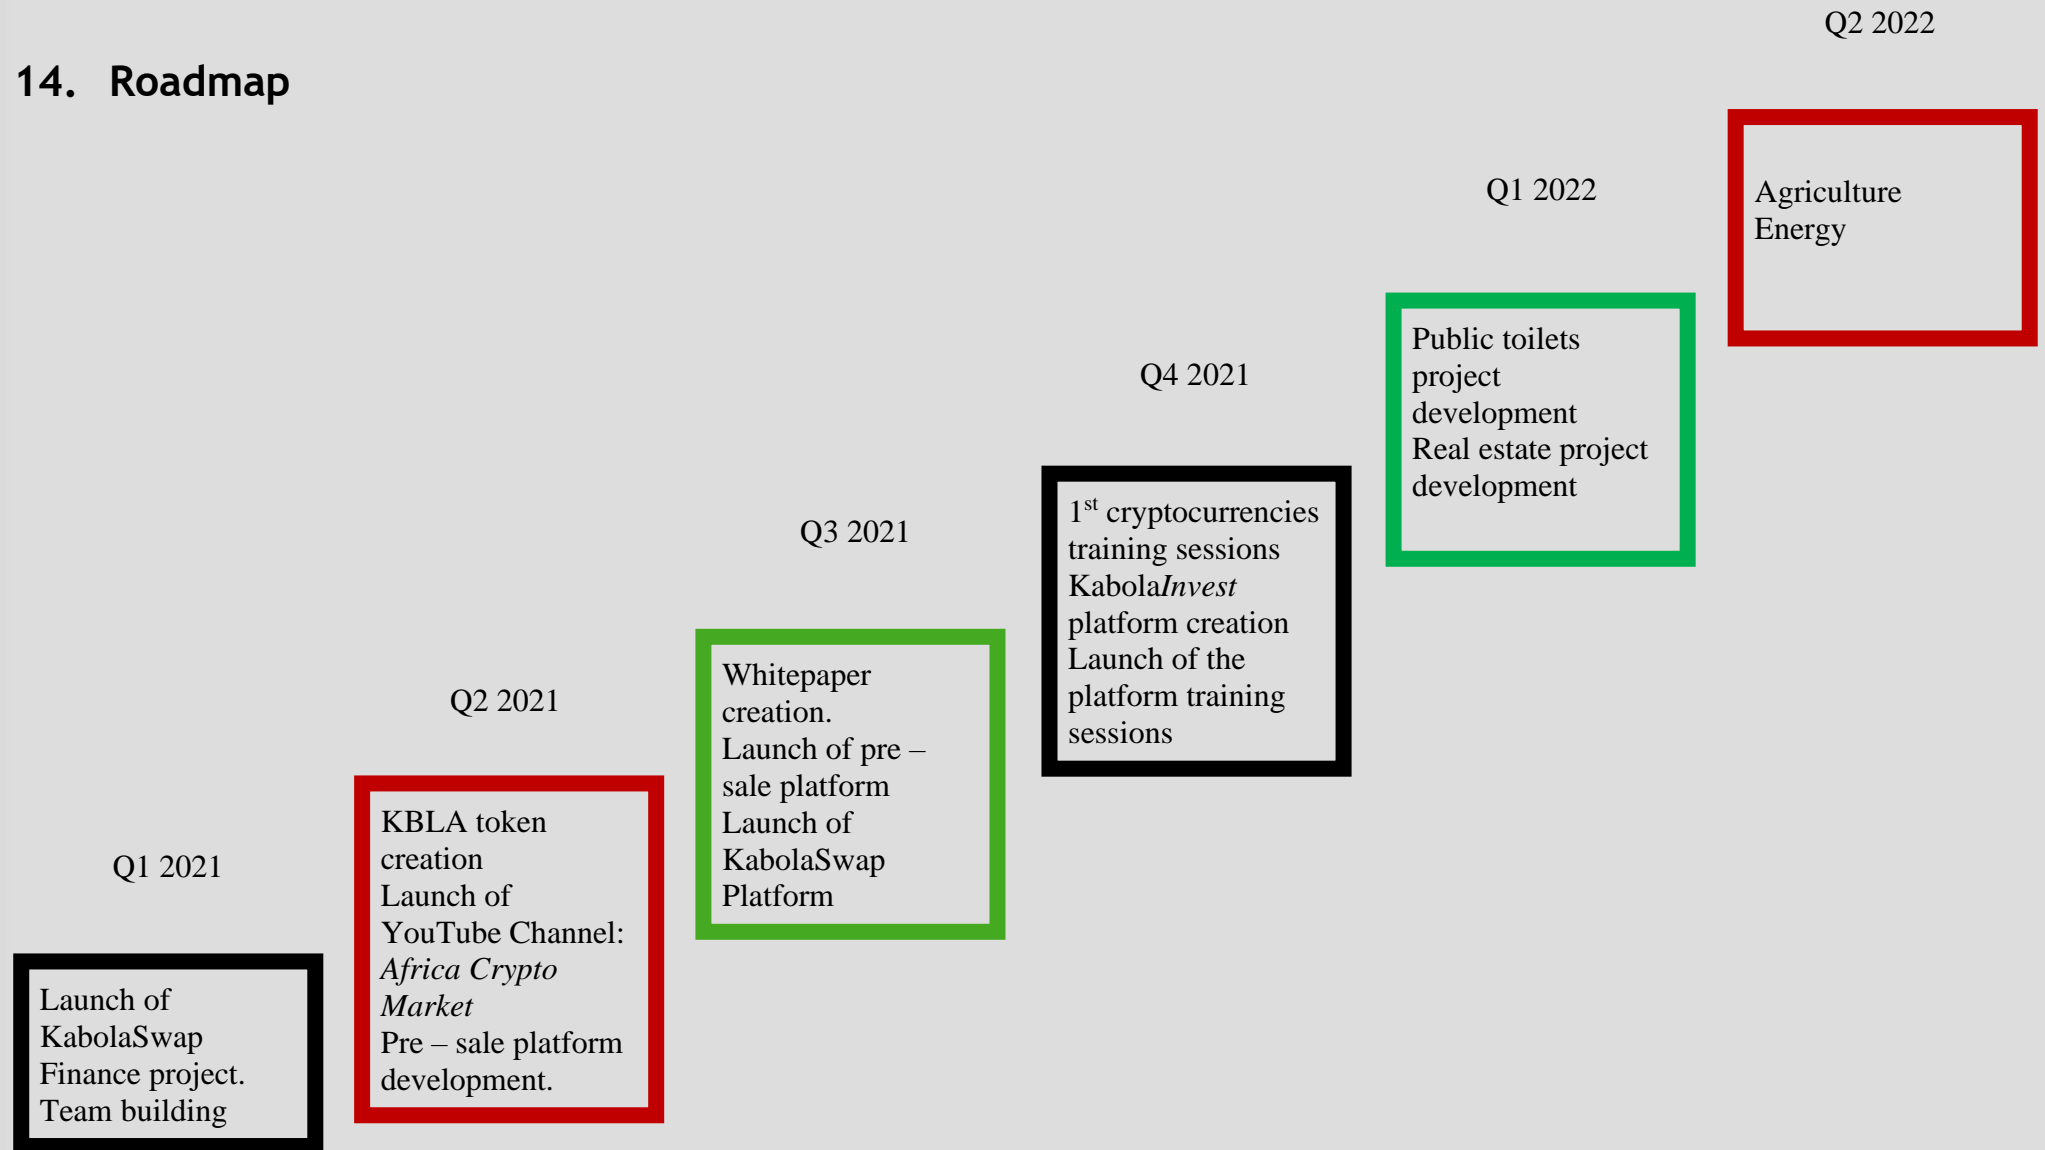 14. Roadmap
Q1 2021
Launch of
KabolaSwap
Finance project.
Team building
Q2 2021
KBLA token
creation
Launch of
YouTube Channel:
Africa Crypto
Market
Pre – sale platform
development.
Q3 2021
Whitepaper
creation.
Launch of pre –
sale platform
Launch of
KabolaSwap
Platform
Q4 2021
1st cryptocurrencies
training sessions
KabolaInvest
platform creation
Launch of the
platform training
sessions
Q1 2022
Public toilets
project
development
Real estate project
development
Q2 2022
Agriculture
Energy